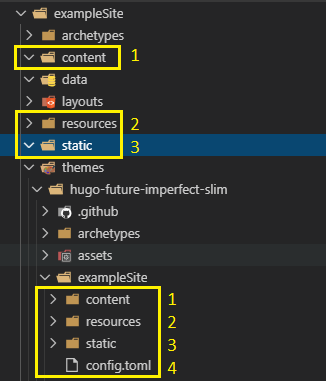 exampleSite
archetypes
content 1
data
layouts
resources 2
static 3
themes
hugo-future-imperfect-slim
.github
archetypes
assets
exampleSite
content 1
resources 2
static 3
config.toml 4